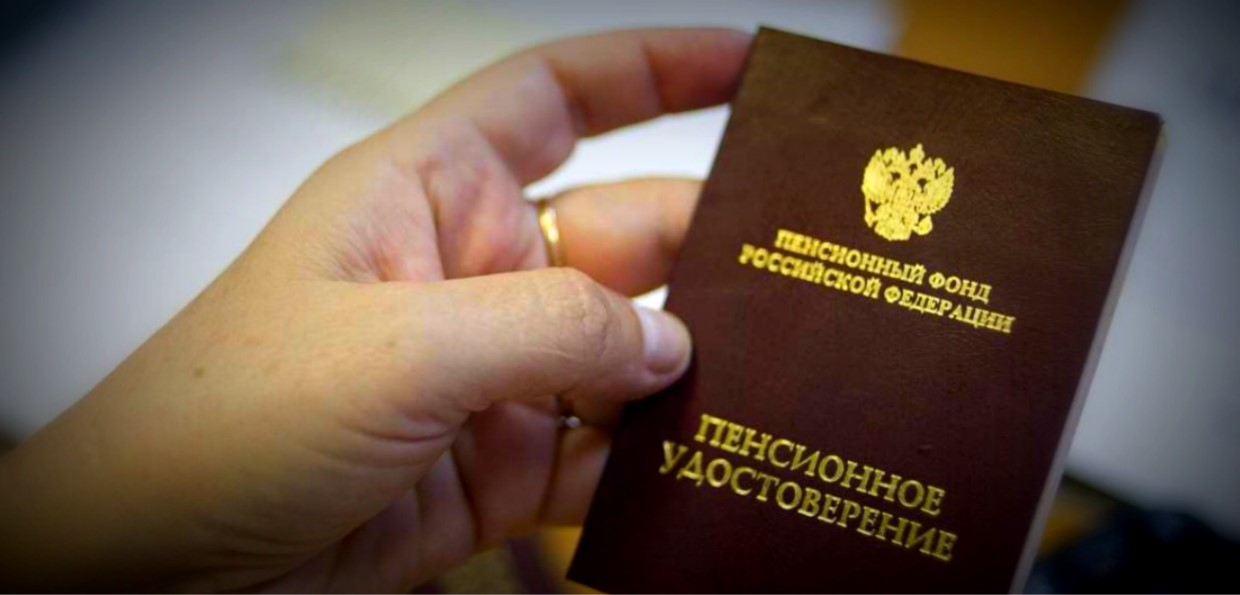 ПЕНСИОННЫЙ ФОНД
РОССИЙСКОЙ ФЕДЕРАЦИИ
ПЕНСИОННОЕ
УДОСТОВЕРЕНИЕ